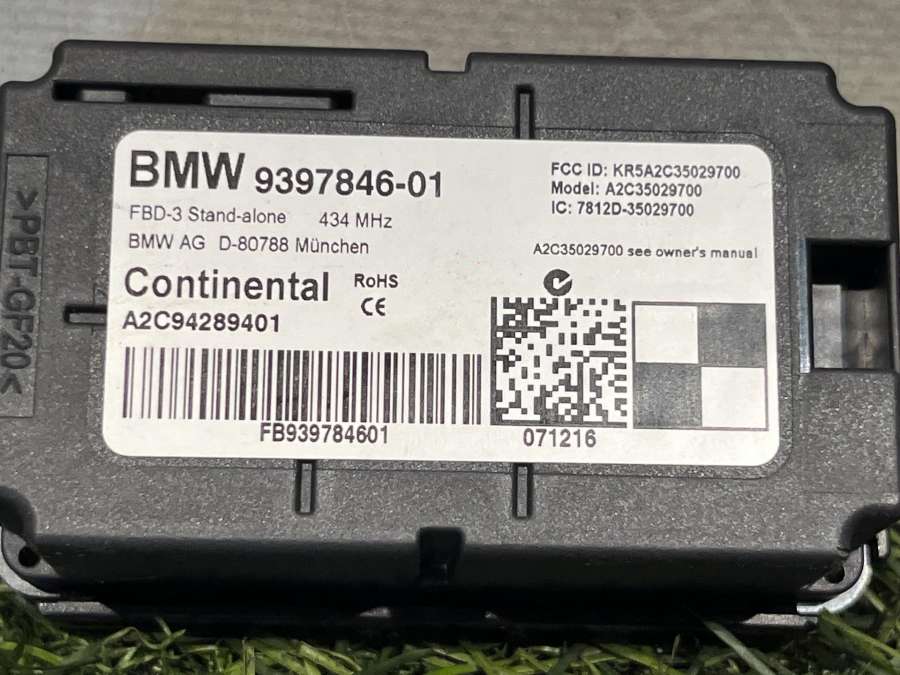 BMW 9397846-01
FBD-3 Stand-alone 434 MHz
BMW AG D-80788 München
Continental RoHS
CE
A2C94289401
FB939784601
FCC ID: KR5A2C35029700
Model: A2C35029700
IC: 7812D-35029700
A2C35029700 see owner's manual
071216
>PBT-GF20<